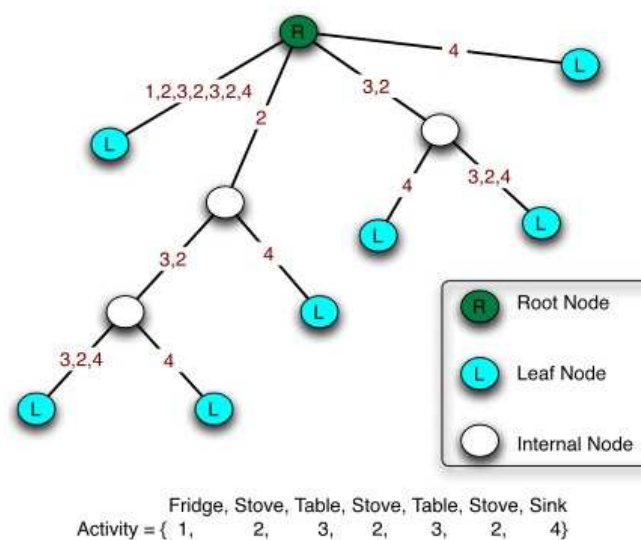 R
4
L
1,2,3,2,3,2,4
3,2
2
L
4
3,2,4
L
L
3,2
4
L
3,2,4
4
L
L
R Root Node
L Leaf Node
Internal Node
Fridge, Stove, Table, Stove, Table, Stove, Sink
Activity = { 1, 2, 3, 2, 3, 2, 4}